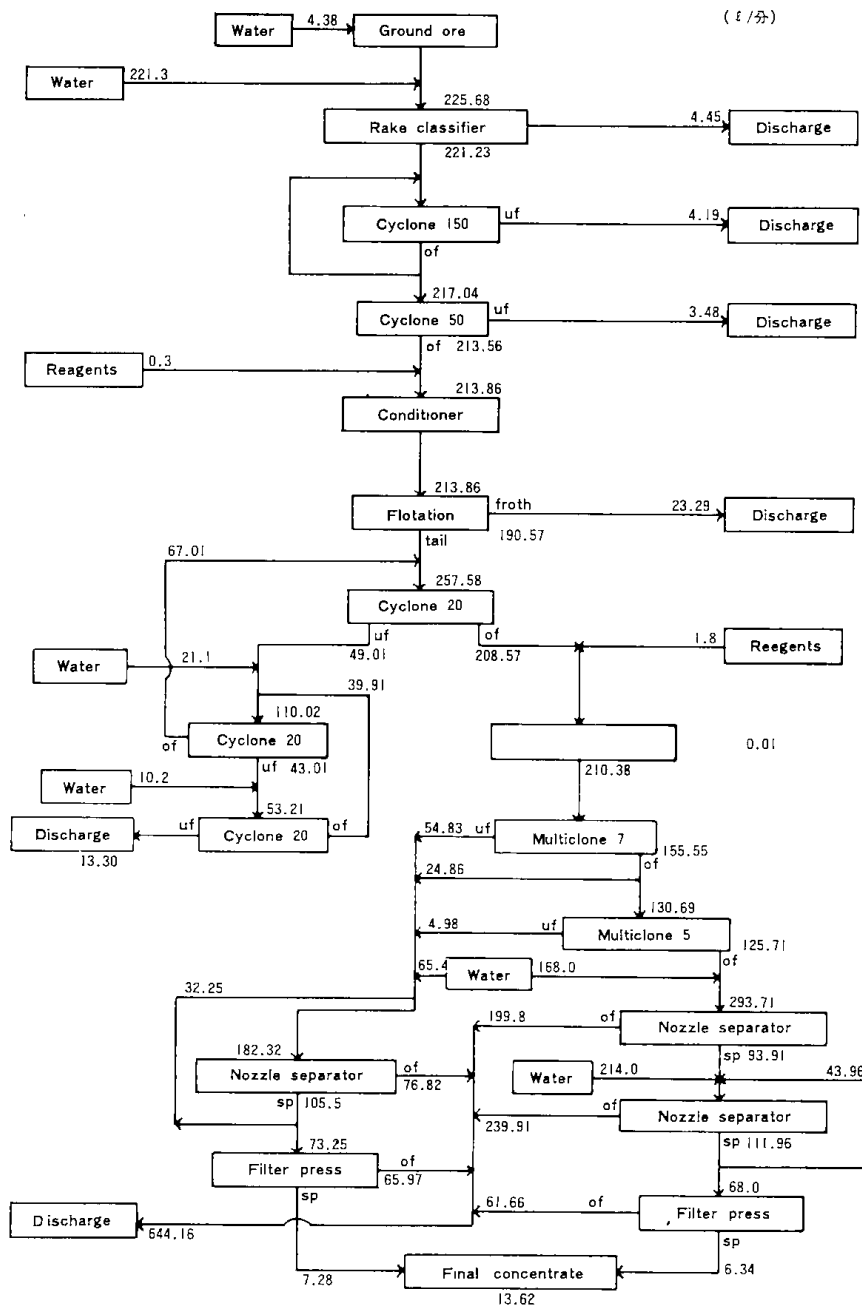 (ℓ/分)
Water
4.38
Ground ore
Water
221.3
225.68
Rake classifier
4.45
Discharge
221.23
Cyclone 150
uf
4.19
Discharge
of
217.04
Cyclone 50
uf
3.48
Discharge
of
213.56
Reagents
0.3
213.86
Conditioner
213.86
Flotation
froth
23.29
Discharge
tail
190.57
67.01
257.58
Cyclone 20
uf
49.01
of
208.57
1.8
Reegents
Water
21.1
39.91
110.02
of
Cyclone 20
uf
43.01
0.01
210.38
Water
10.2
53.21
Discharge
uf
Cyclone 20
of
13.30
54.83
uf
Multiclone 7
of
155.55
24.86
130.69
4.98
uf
Multiclone 5
of
125.71
65.4
Water
168.0
32.25
293.71
199.8
of
Nozzle separator
sp
93.91
182.32
Nozzle separator
of
76.82
sp
105.5
Water
214.0
43.96
239.91
of
Nozzle separator
sp
111.96
73.25
Filter press
of
65.97
sp
68.0
61.66
of
Filter press
sp
Discharge
644.16
7.28
Final concentrate
6.34
13.62